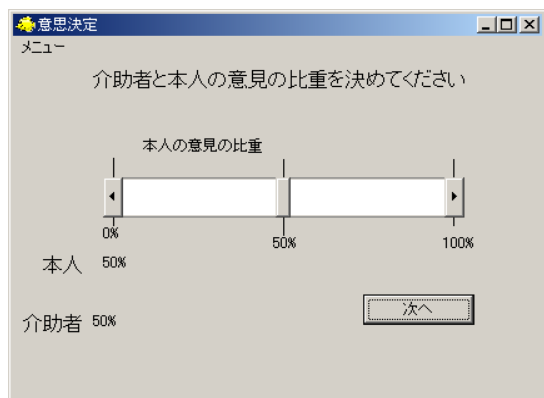 意思決定
メニュー
介助者と本人の意見の比重を決めてください
本人の意見の比重
0%
50%
100%
本人 50%
介助者 50%
次へ